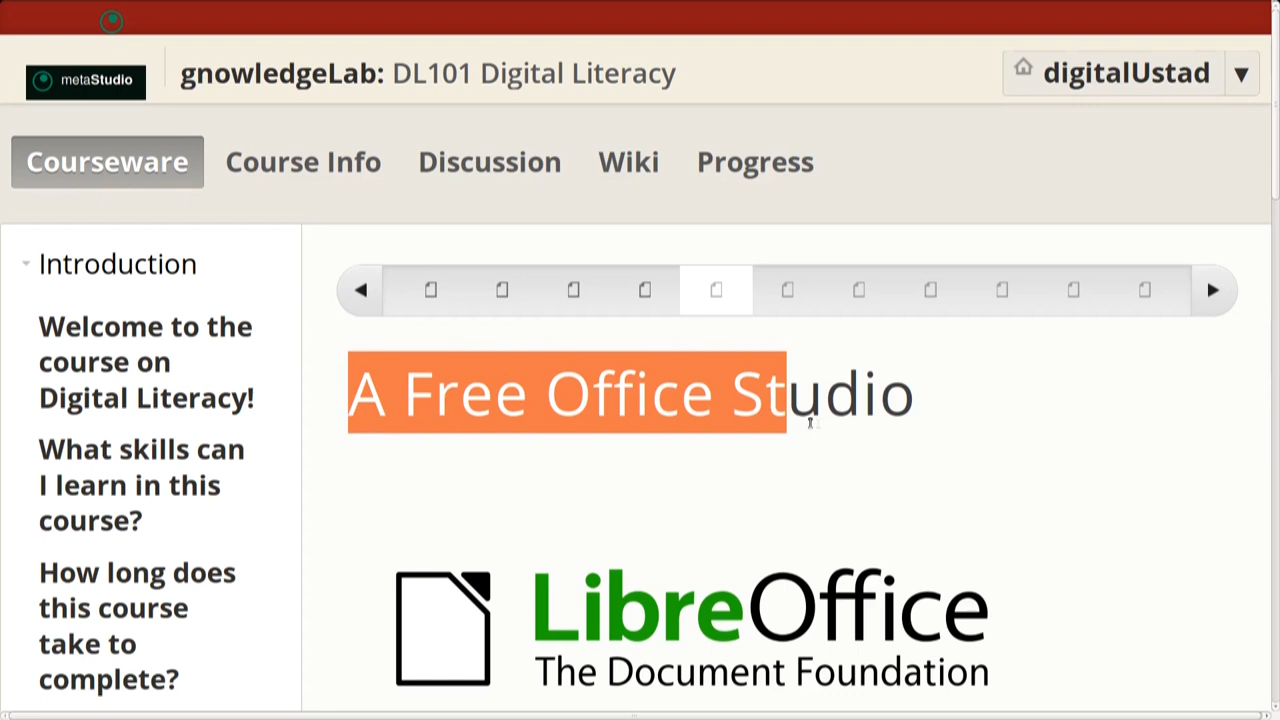 metaStudio
gnowledgeLab: DL101 Digital Literacy
digitalUstad
Courseware
Course Info
Discussion
Wiki
Progress
Introduction
Welcome to the
course on
Digital Literacy!
What skills can
I learn in this
course?
How long does
this course
take to
complete?
A Free Office Studio
LibreOffice
The Document Foundation